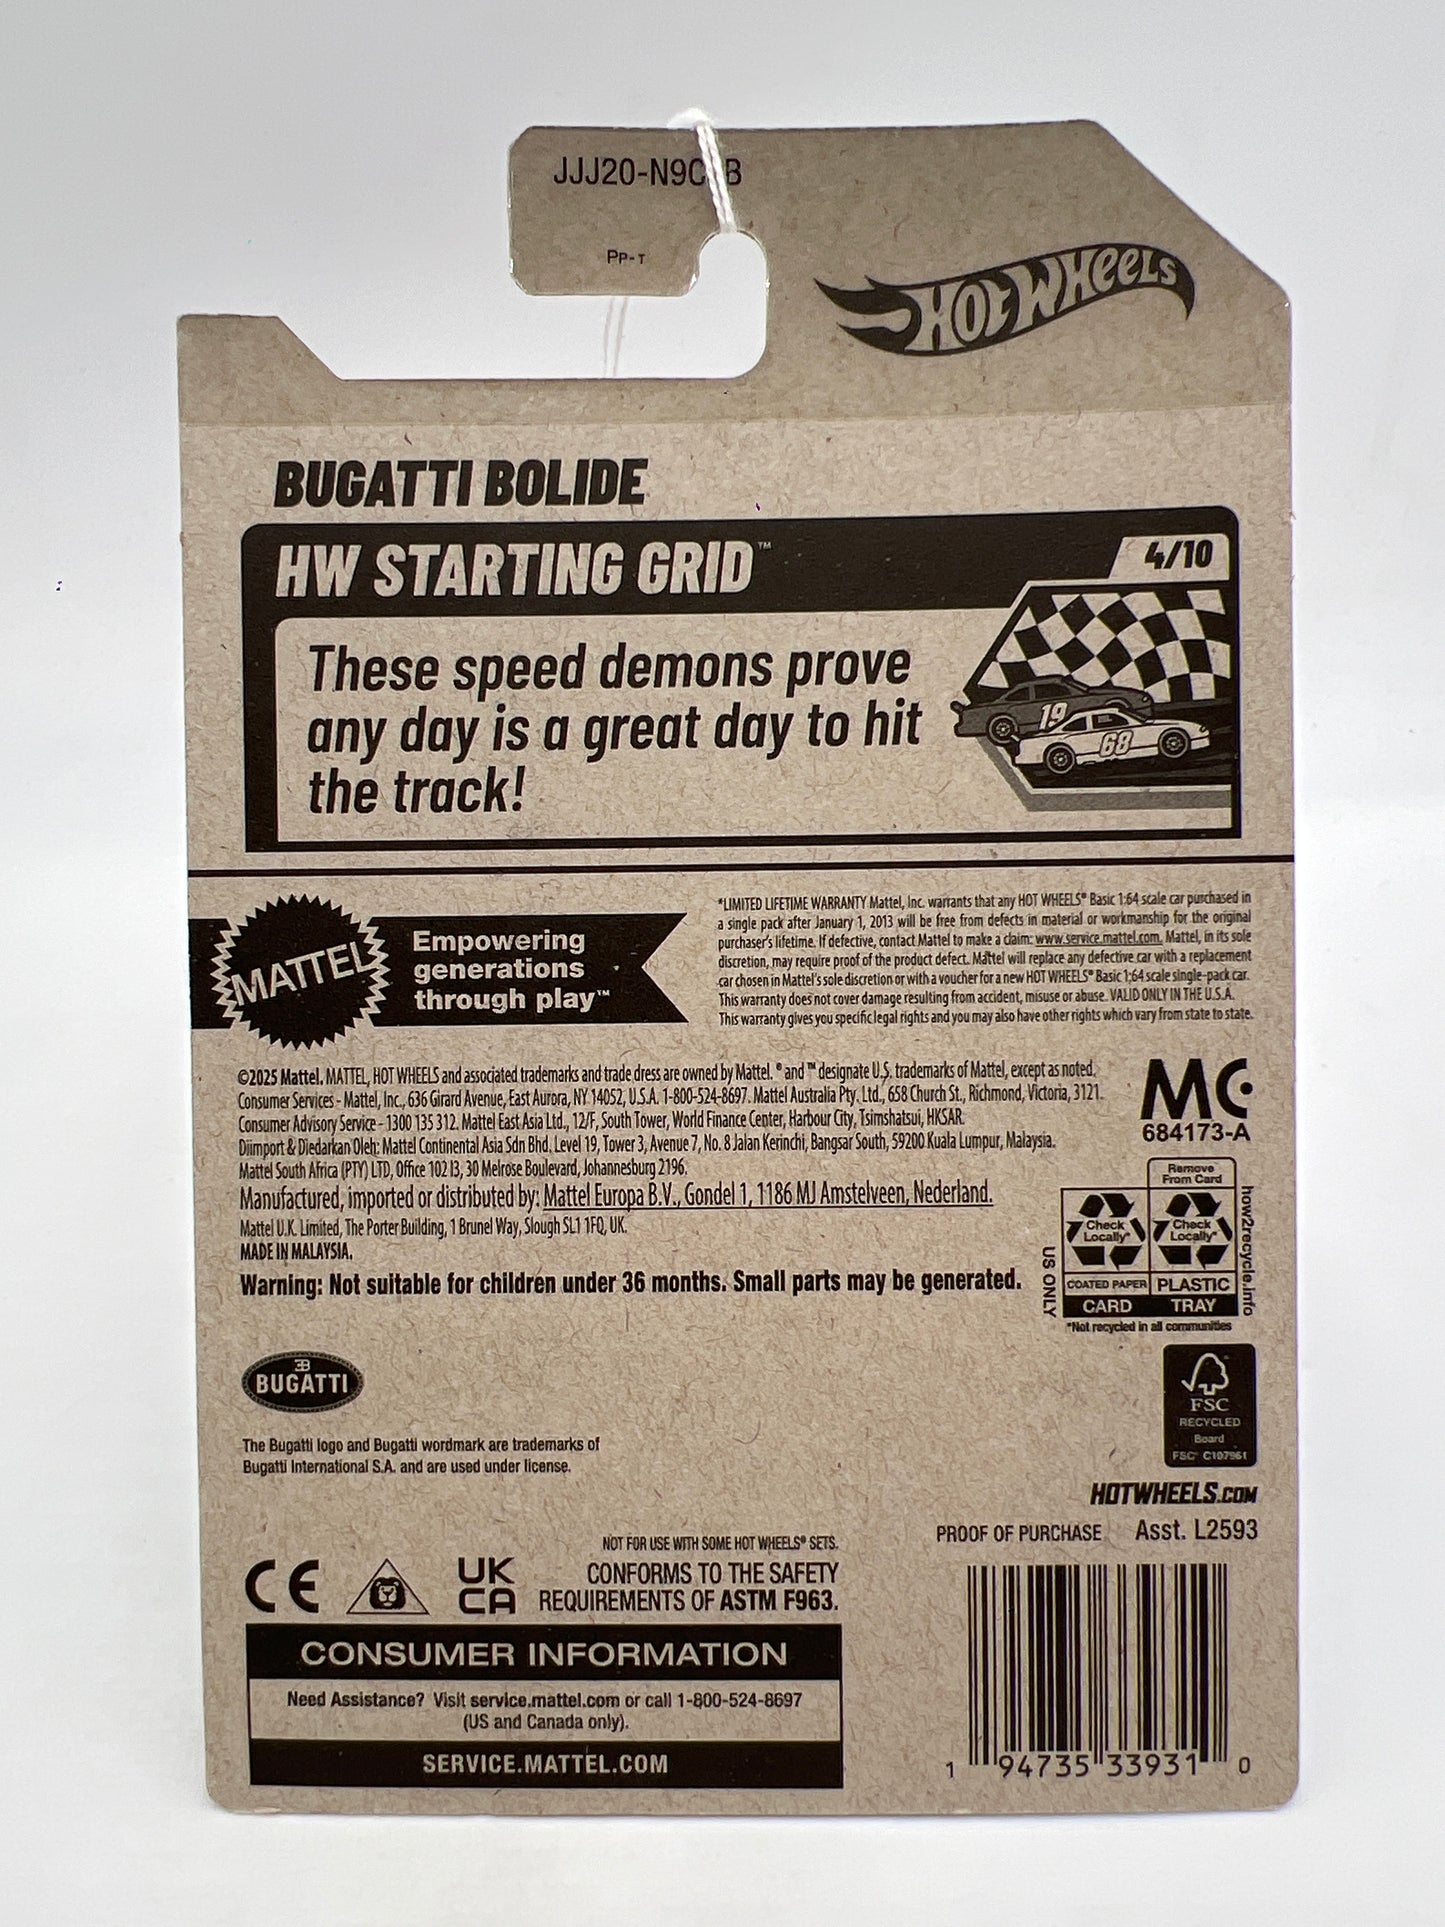 JJJ20-N9C B
PP-T
HOT WHEELS
BUGATTI BOLIDE
HW STARTING GRID™
4/10
These speed demons prove
any day is a great day to hit
the track!
19
68
MATTEL
Empowering
generations
through play™
*LIMITED LIFETIME WARRANTY Mattel, Inc. warrants that any HOT WHEELS® Basic 1:64 scale car purchased in
a single pack after January 1, 2013 will be free from defects in material or workmanship for the original
purchaser's lifetime. If defective, contact Mattel to make a claim: www.service.mattel.com. Mattel, in its sole
discretion, may require proof of the product defect. Mattel will replace any defective car with a replacement
car chosen in Mattel's sole discretion or with a voucher for a new HOT WHEELS® Basic 1:64 scale single-pack car.
This warranty does not cover damage resulting from accident, misuse or abuse. VALID ONLY IN THE U.S.A.
This warranty gives you specific legal rights and you may also have other rights which vary from state to state.
©2025 Mattel. MATTEL, HOT WHEELS and associated trademarks and trade dress are owned by Mattel. ® and ™ designate U.S. trademarks of Mattel, except as noted.
Consumer Services - Mattel, Inc., 636 Girard Avenue, East Aurora, NY 14052, U.S.A. 1-800-524-8697. Mattel Australia Pty. Ltd., 658 Church St., Richmond, Victoria, 3121.
Consumer Advisory Service - 1300 135 312. Mattel East Asia Ltd., 12/F, South Tower, World Finance Center, Harbour City, Tsimshatsui, HKSAR.
Diimport & Diedarkan Oleh: Mattel Continental Asia Sdn Bhd. Level 19, Tower 3, Avenue 7, No. 8 Jalan Kerinchi, Bangsar South, 59200 Kuala Lumpur, Malaysia.
Mattel South Africa (PTY) LTD, Office 102 I3, 30 Melrose Boulevard, Johannesburg 2196.
Manufactured, imported or distributed by: Mattel Europa B.V., Gondel 1, 1186 MJ Amstelveen, Nederland.
Mattel U.K. Limited, The Porter Building, 1 Brunel Way, Slough SL1 1FQ, UK.
MADE IN MALAYSIA.
Warning: Not suitable for children under 36 months. Small parts may be generated.
MC
684173-A
Remove
From Card
Check
Locally*
Check
Locally*
COATED PAPER
PLASTIC
CARD
TRAY
US ONLY
how2recycle.info
*Not recycled in all communities
EB
BUGATTI
The Bugatti logo and Bugatti wordmark are trademarks of
Bugatti International S.A. and are used under license.
FSC
RECYCLED
Board
FSC® C107961
HOTWHEELS.COM
PROOF OF PURCHASE Asst. L2593
NOT FOR USE WITH SOME HOT WHEELS® SETS.
CONFORMS TO THE SAFETY
REQUIREMENTS OF ASTM F963.
CE
UK
CA
CONSUMER INFORMATION
Need Assistance? Visit service.mattel.com or call 1-800-524-8697
(US and Canada only).
SERVICE.MATTEL.COM
1 94735 33931 0